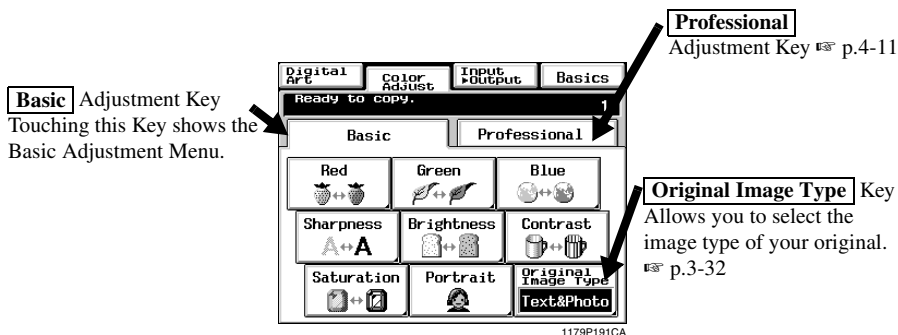 Professional
Adjustment Key ☞ p.4-11
Basic Adjustment Key
Touching this Key shows the
Basic Adjustment Menu.
Digital
Art
Color
Adjust
Input
▶Output
Basics
Ready to copy.
1
Basic
Professional
Red
Green
Blue
Sharpness
Brightness
Contrast
A↔A
Saturation
Portrait
Original
Image Type
Text&Photo
Original Image Type Key
Allows you to select the
image type of your original.
☞ p.3-32
1179P191CA